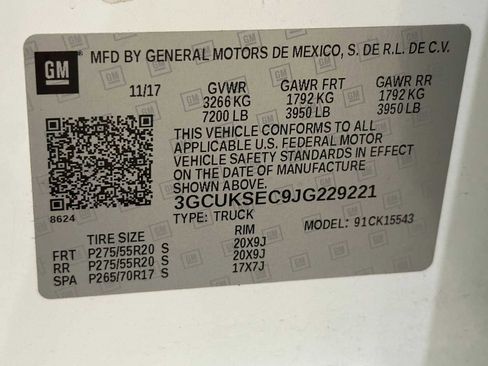 GM MFD BY GENERAL MOTORS DE MEXICO, S. DE R.L. DE C.V.
11/17 GVWR GAWR FRT GAWR RR
3266 KG 1792 KG 1792 KG
7200 LB 3950 LB 3950 LB
THIS VEHICLE CONFORMS TO ALL
APPLICABLE U.S. FEDERAL MOTOR
VEHICLE SAFETY STANDARDS IN EFFECT
ON THE DATE OF MANUFACTURE
SHOWN ABOVE.
8624
3GCUKSEC9JG229221
TYPE: TRUCK MODEL: 91CK15543
TIRE SIZE RIM
FRT P275/55R20 S 20X9J
RR P275/55R20 S 20X9J
SPA P265/70R17 S 17X7J